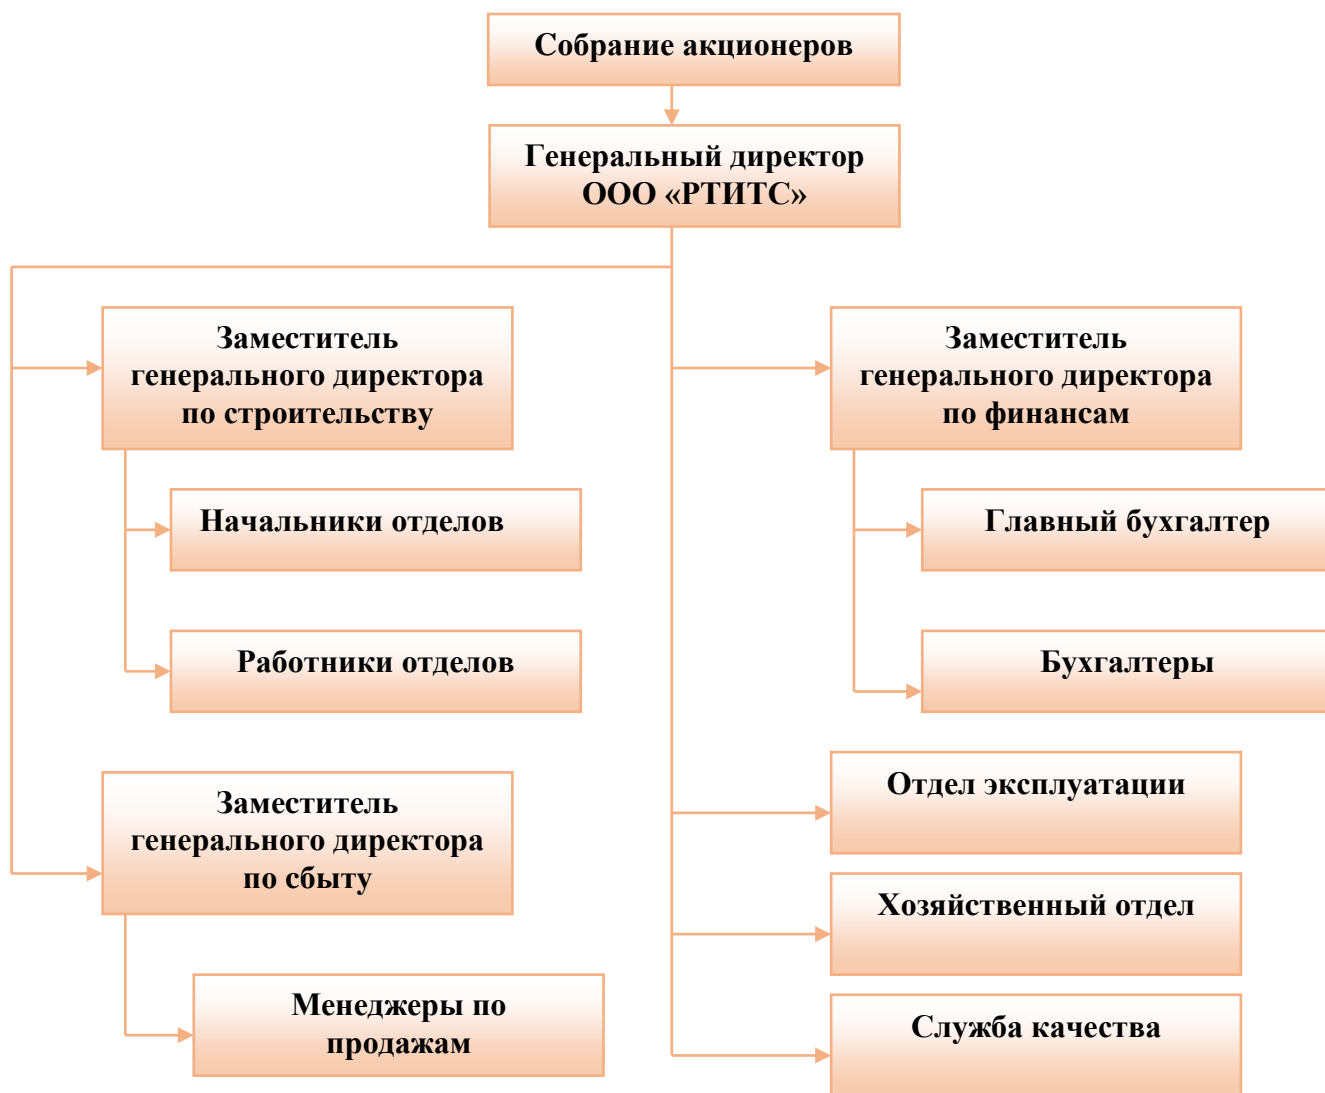 Собрание акционеров
Генеральный директор
ООО «РТИТС»
Заместитель
генерального директора
по строительству
Начальники отделов
Работники отделов
Заместитель
генерального директора
по сбыту
Менеджеры по
продажам
Заместитель
генерального директора
по финансам
Главный бухгалтер
Бухгалтеры
Отдел эксплуатации
Хозяйственный отдел
Служба качества